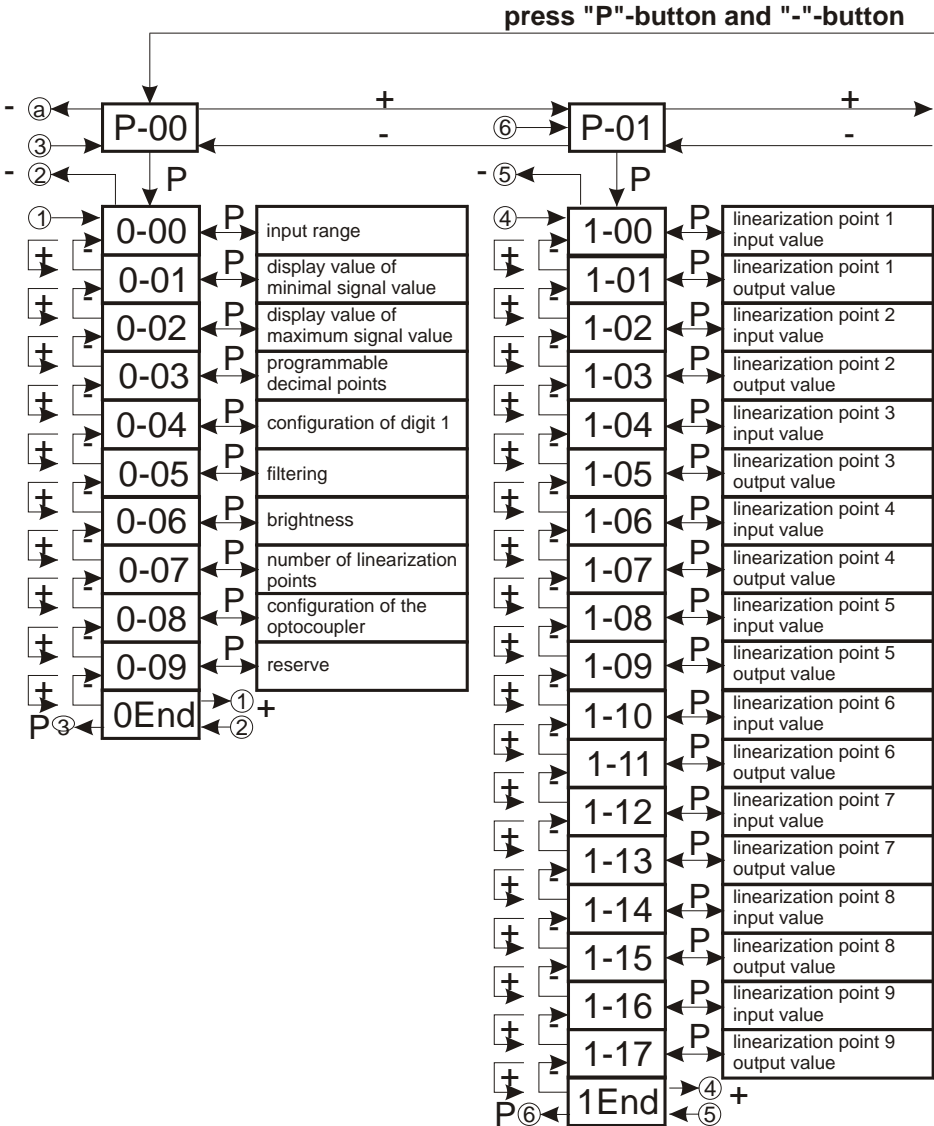 press "P"-button and "-"-button
- a + +
P-00 6 P-01
3 - -
- 2 P - 5 P
1 0-00 P input range
+ -
0-01 P display value of
minimal signal value
+ -
0-02 P display value of
maximum signal value
+ -
0-03 P programmable
decimal points
+ -
0-04 P configuration of digit 1
+ -
0-05 P filtering
+ -
0-06 P brightness
+ -
0-07 P number of linearization
points
+ -
0-08 P configuration of the
optocoupler
+ -
0-09 P reserve
+ -
P 3 0End 1 +
2
4 1-00 P linearization point 1
input value
+ -
1-01 P linearization point 1
output value
+ -
1-02 P linearization point 2
input value
+ -
1-03 P linearization point 2
output value
+ -
1-04 P linearization point 3
input value
+ -
1-05 P linearization point 3
output value
+ -
1-06 P linearization point 4
input value
+ -
1-07 P linearization point 4
output value
+ -
1-08 P linearization point 5
input value
+ -
1-09 P linearization point 5
output value
+ -
1-10 P linearization point 6
input value
+ -
1-11 P linearization point 6
output value
+ -
1-12 P linearization point 7
input value
+ -
1-13 P linearization point 7
output value
+ -
1-14 P linearization point 8
input value
+ -
1-15 P linearization point 8
output value
+ -
1-16 P linearization point 9
input value
+ -
1-17 P linearization point 9
output value
+ -
P 6 1End 4 +
5